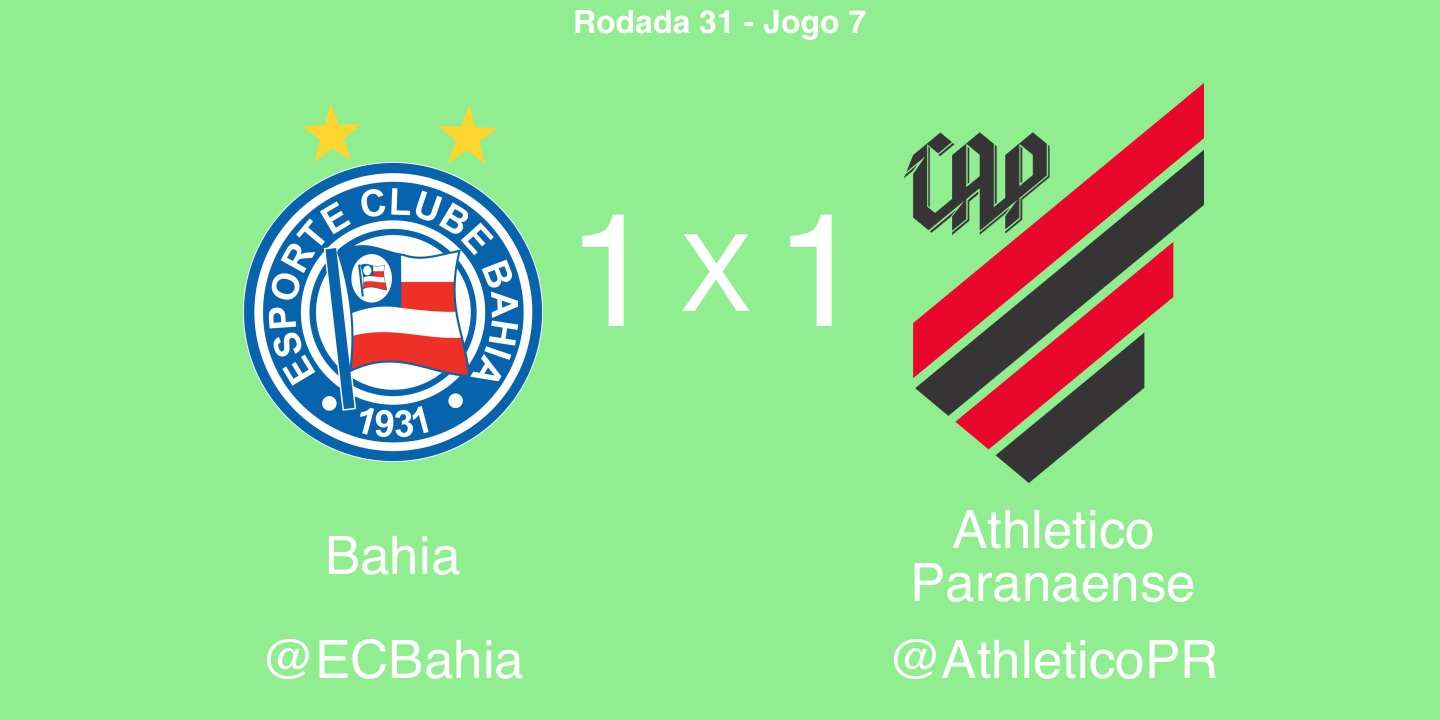 Rodada 31 - Jogo 7
ESPORTE CLUBE BAHIA
1931
1 x 1
CAP
Bahia
Athletico
Paranaense
@ECBahia
@AthleticoPR